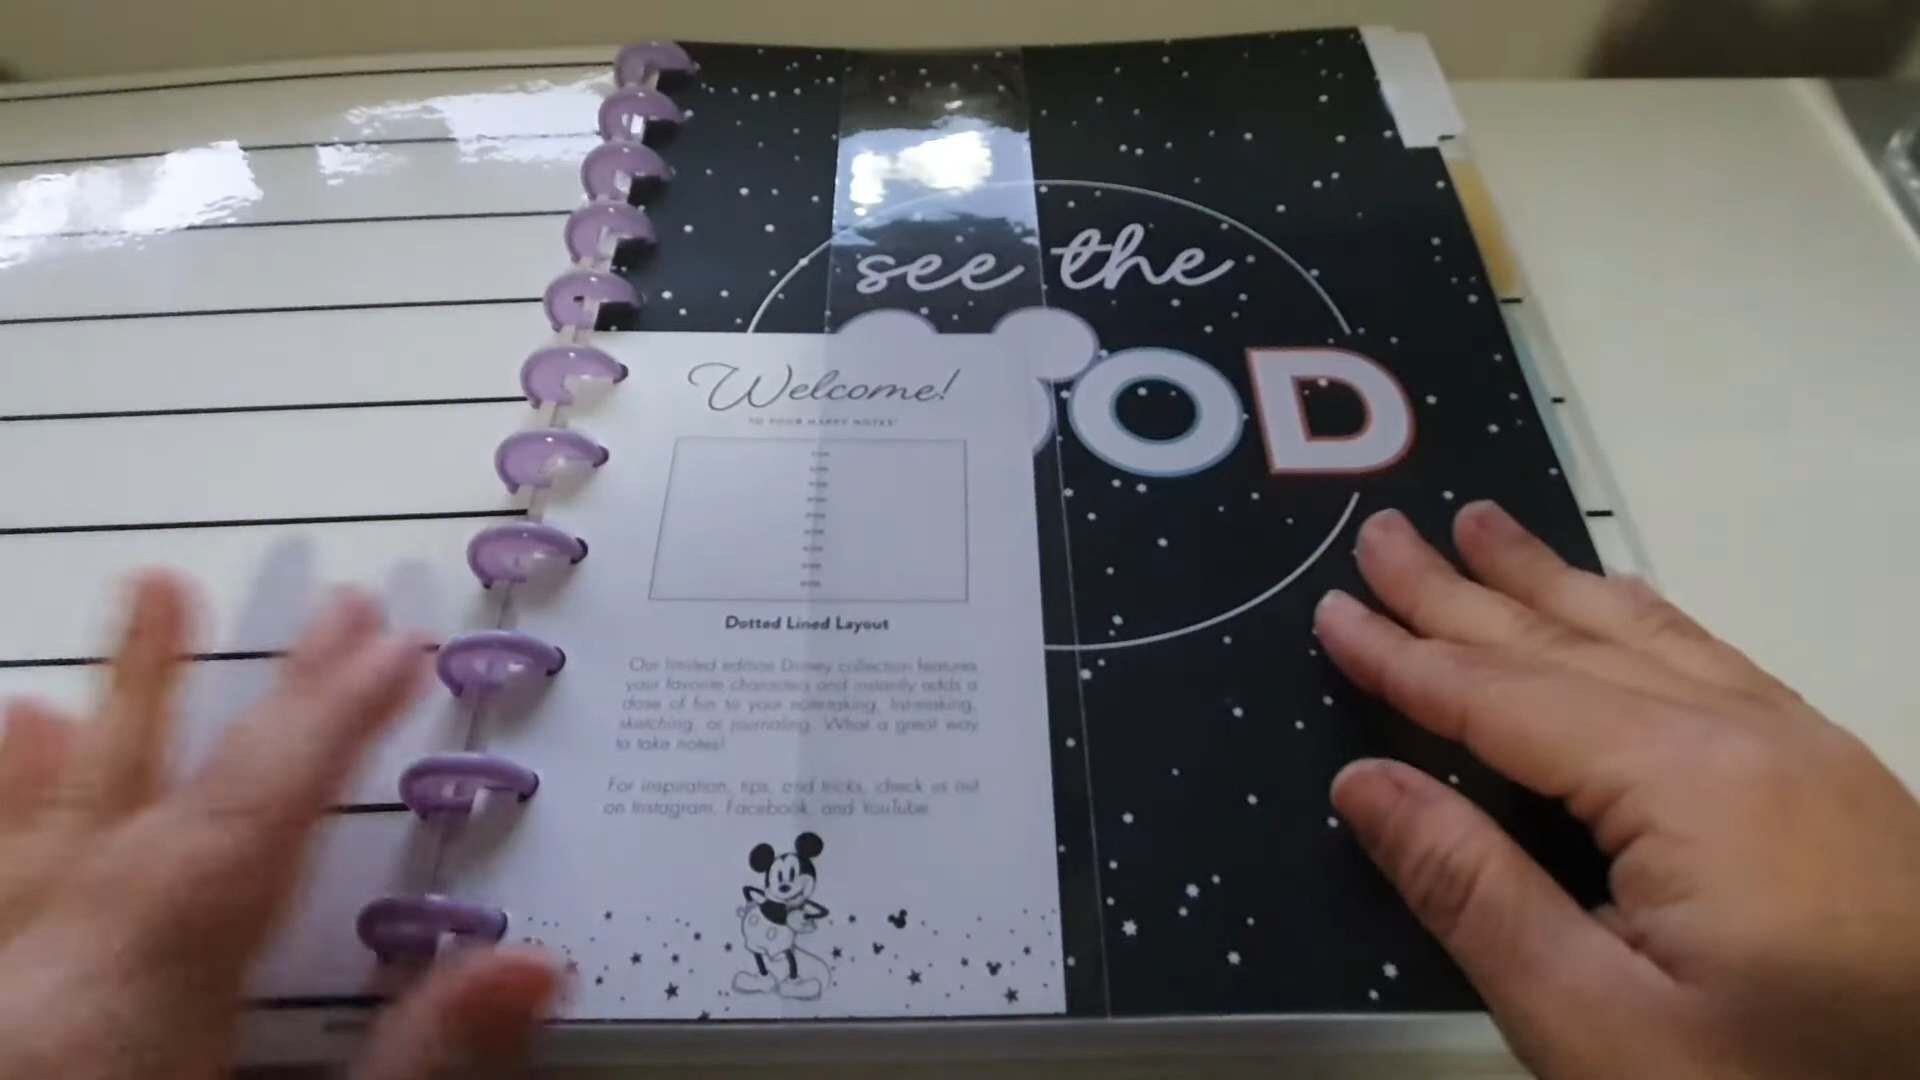 see the
OOD
Welcome!
TO YOUR HAPPY NOTES®
Dotted Lined Layout
Our limited edition Disney collection features
your favorite characters and instantly adds a
dose of fun to your notetaking, list-making,
sketching, or journaling. What a great way
to take notes!
For inspiration, tips, and tricks, check us out
on Instagram, Facebook, and YouTube.